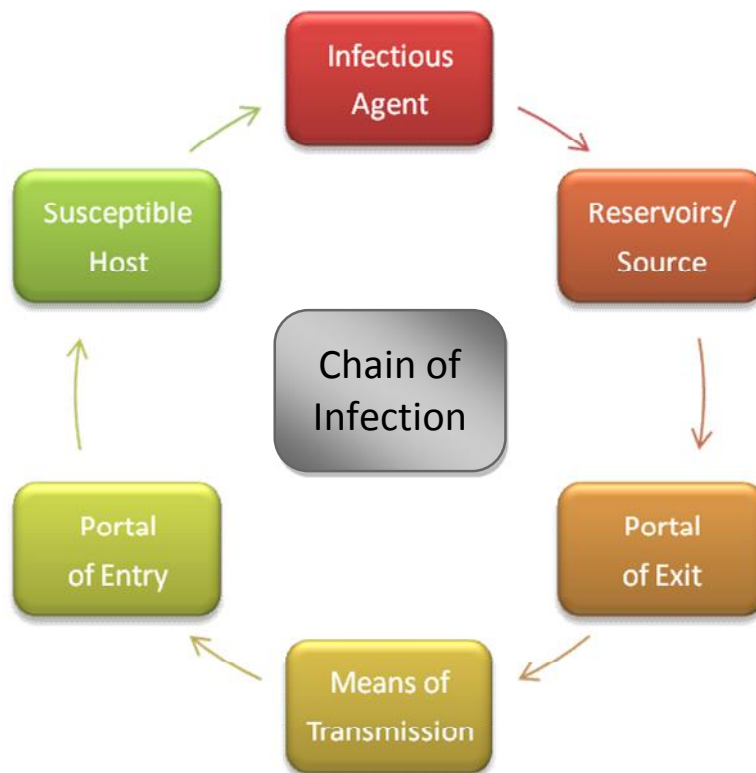 Infectious
Agent
Reservoirs/
Source
Portal
of Exit
Means of
Transmission
Portal
of Entry
Susceptible
Host
Chain of
Infection